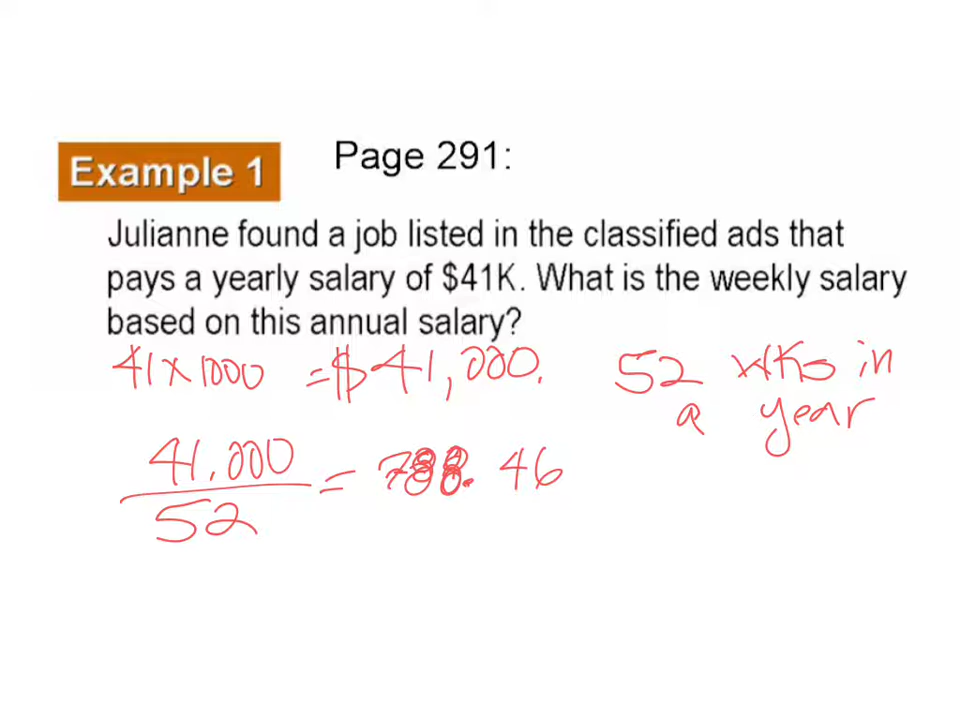 Example 1
Page 291:
Julianne found a job listed in the classified ads that
pays a yearly salary of $41K. What is the weekly salary
based on this annual salary?
41 x 1000 = $41,000.
52 wks in
a year
41.000
52
= 788.46